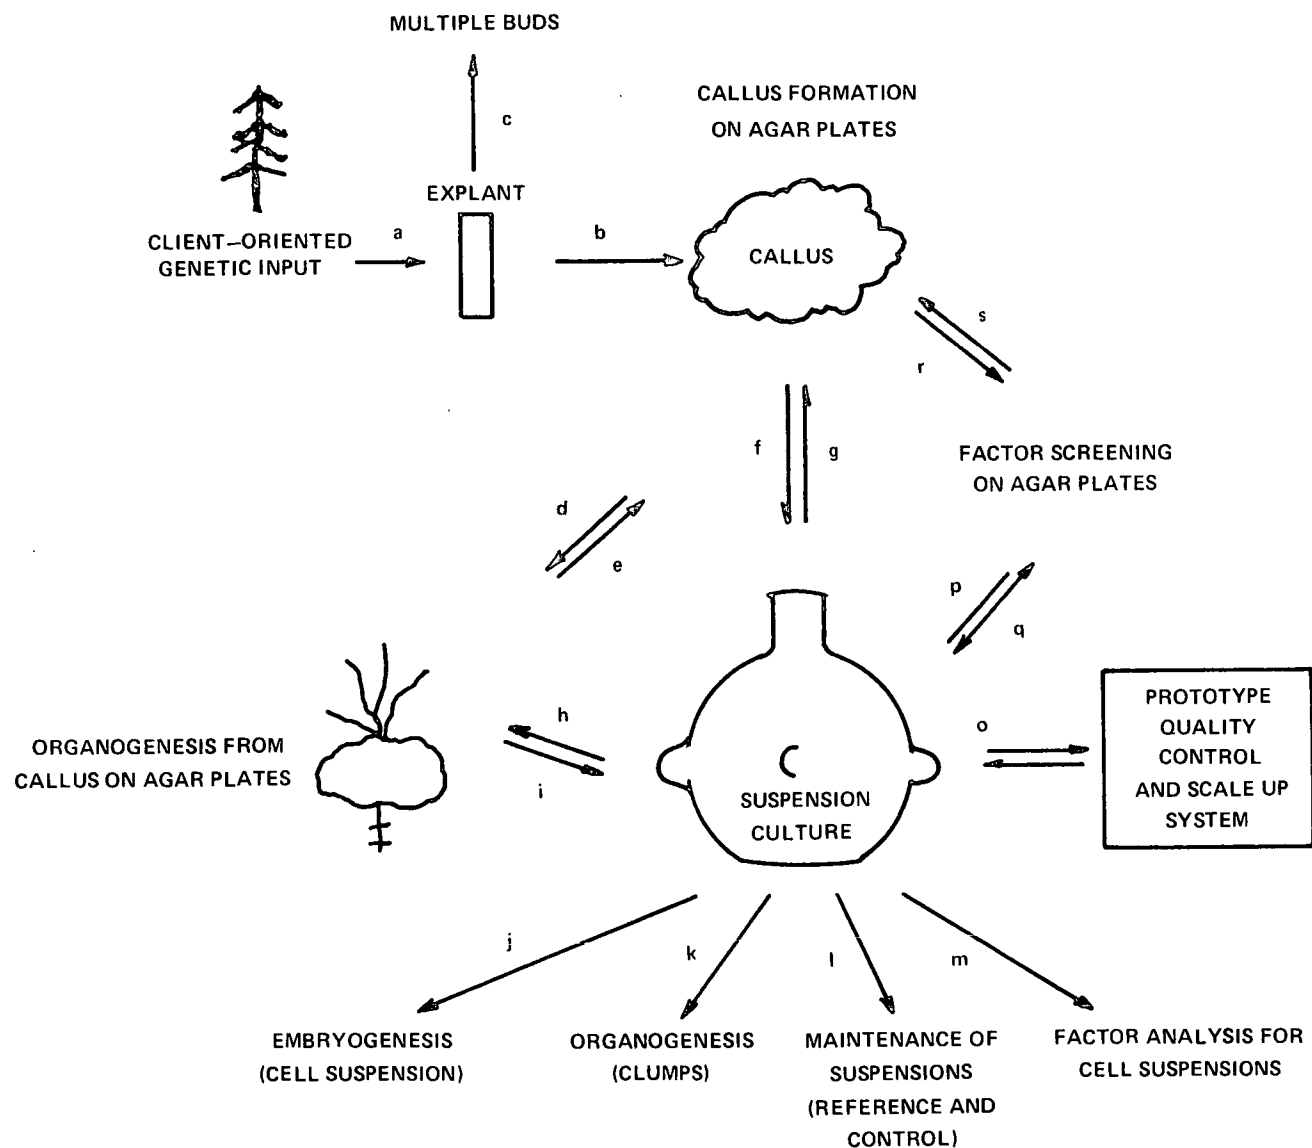 MULTIPLE BUDS
c
CALLUS FORMATION
ON AGAR PLATES
EXPLANT
CLIENT–ORIENTED
GENETIC INPUT
a
b
CALLUS
s
r
f
g
FACTOR SCREENING
ON AGAR PLATES
d
e
p
q
h
i
ORGANOGENESIS FROM
CALLUS ON AGAR PLATES
SUSPENSION
CULTURE
o
PROTOTYPE
QUALITY
CONTROL
AND SCALE UP
SYSTEM
j
k
l
m
EMBRYOGENESIS
(CELL SUSPENSION)
ORGANOGENESIS
(CLUMPS)
MAINTENANCE OF
SUSPENSIONS
(REFERENCE AND
CONTROL)
FACTOR ANALYSIS FOR
CELL SUSPENSIONS